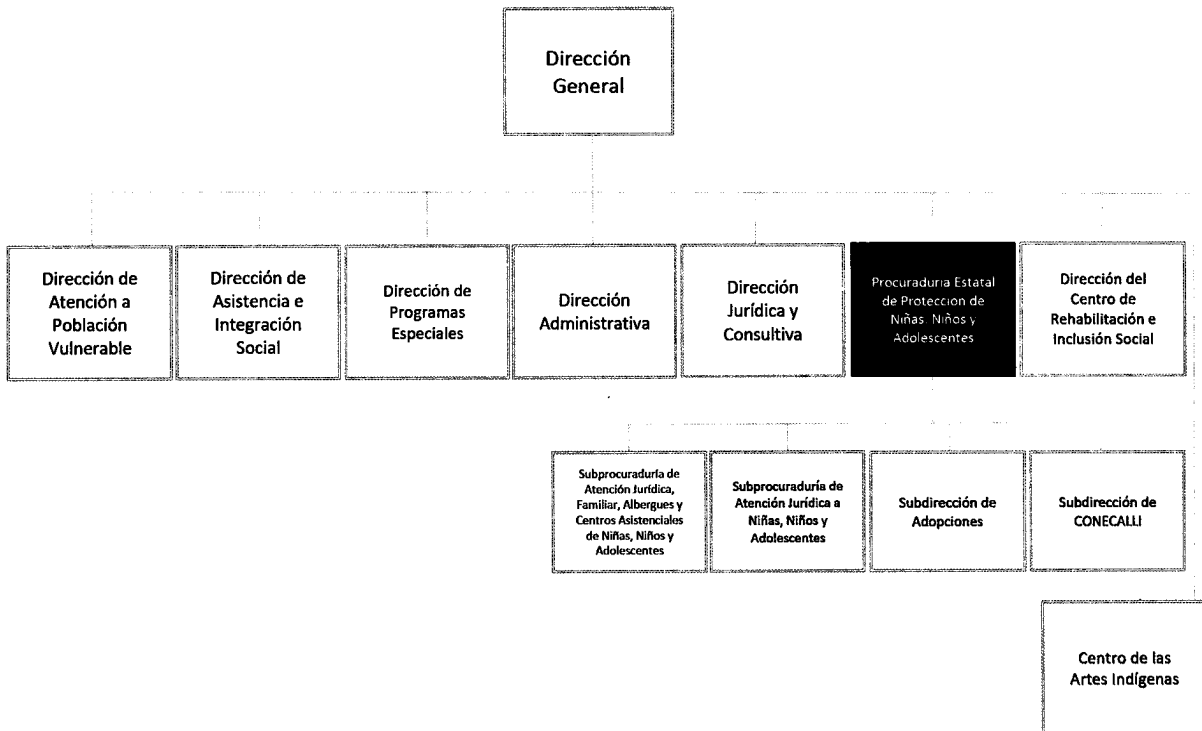 Dirección
General
Dirección de
Atención a
Población
Vulnerable
Dirección de
Asistencia e
Integración
Social
Dirección de
Programas
Especiales
Dirección
Administrativa
Dirección
Jurídica y
Consultiva
Procuraduria Estatal
de Proteccion de
Niñas, Niños y
Adolescentes
Dirección del
Centro de
Rehabilitación e
Inclusión Social
Subprocuraduría de
Atención Jurídica,
Familiar, Albergues y
Centros Asistenciales
de Niñas, Niños y
Adolescentes
Subprocuraduría de
Atención Jurídica a
Niñas, Niños y
Adolescentes
Subdirección de
Adopciones
Subdirección de
CONECALLI
Centro de las
Artes Indígenas